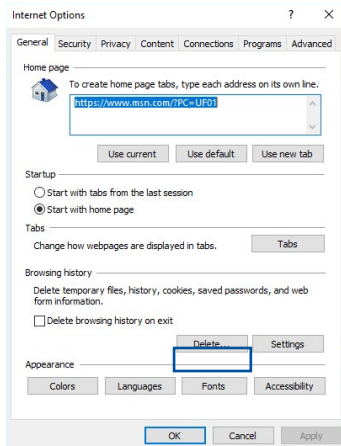 Internet Options ? ×
General Security Privacy Content Connections Programs Advanced
Home page
To create home page tabs, type each address on its own line.
https://www.msn.com/?PC=UF01
Use current Use default Use new tab
Startup
Start with tabs from the last session
Start with home page
Tabs
Change how webpages are displayed in tabs. Tabs
Browsing history
Delete temporary files, history, cookies, saved passwords, and web
form information.
Delete browsing history on exit
Delete... Settings
Appearance
Colors Languages Fonts Accessibility
OK Cancel Apply